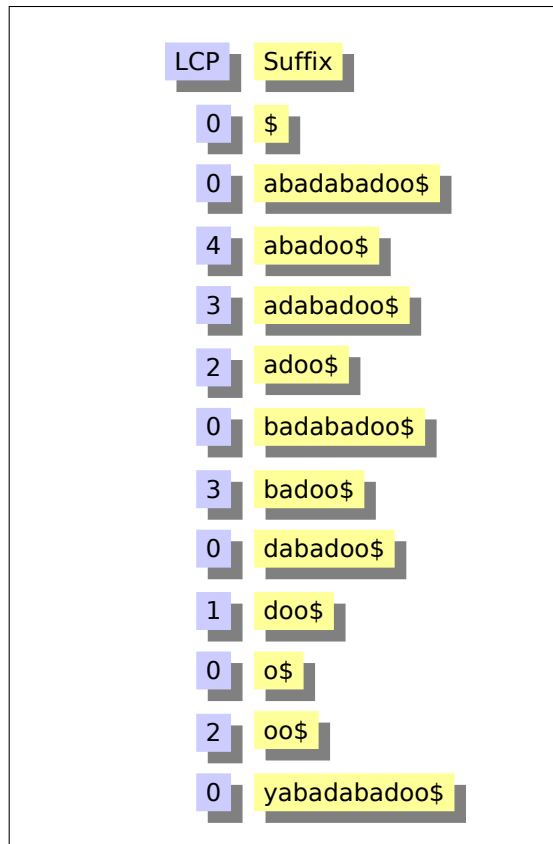 LCP Suffix
0 $
0 abadabadoo$
4 abadoo$
3 adabadoo$
2 adoo$
0 badabadoo$
3 badoo$
0 dabadoo$
1 doo$
0 o$
2 oo$
0 yabadabadoo$